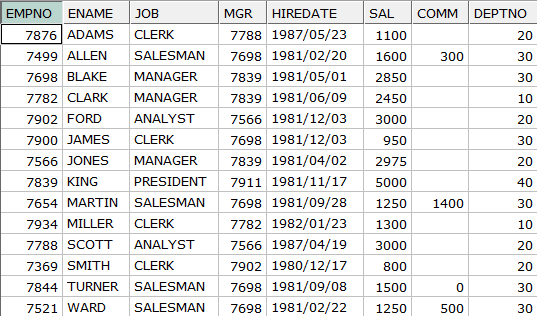 EMPNO ENAME JOB MGR HIREDATE SAL COMM DEPTNO
7876 ADAMS CLERK 7788 1987/05/23 1100 20
7499 ALLEN SALESMAN 7698 1981/02/20 1600 300 30
7698 BLAKE MANAGER 7839 1981/05/01 2850 30
7782 CLARK MANAGER 7839 1981/06/09 2450 10
7902 FORD ANALYST 7566 1981/12/03 3000 20
7900 JAMES CLERK 7698 1981/12/03 950 30
7566 JONES MANAGER 7839 1981/04/02 2975 20
7839 KING PRESIDENT 7911 1981/11/17 5000 40
7654 MARTIN SALESMAN 7698 1981/09/28 1250 1400 30
7934 MILLER CLERK 7782 1982/01/23 1300 10
7788 SCOTT ANALYST 7566 1987/04/19 3000 20
7369 SMITH CLERK 7902 1980/12/17 800 20
7844 TURNER SALESMAN 7698 1981/09/08 1500 0 30
7521 WARD SALESMAN 7698 1981/02/22 1250 500 30